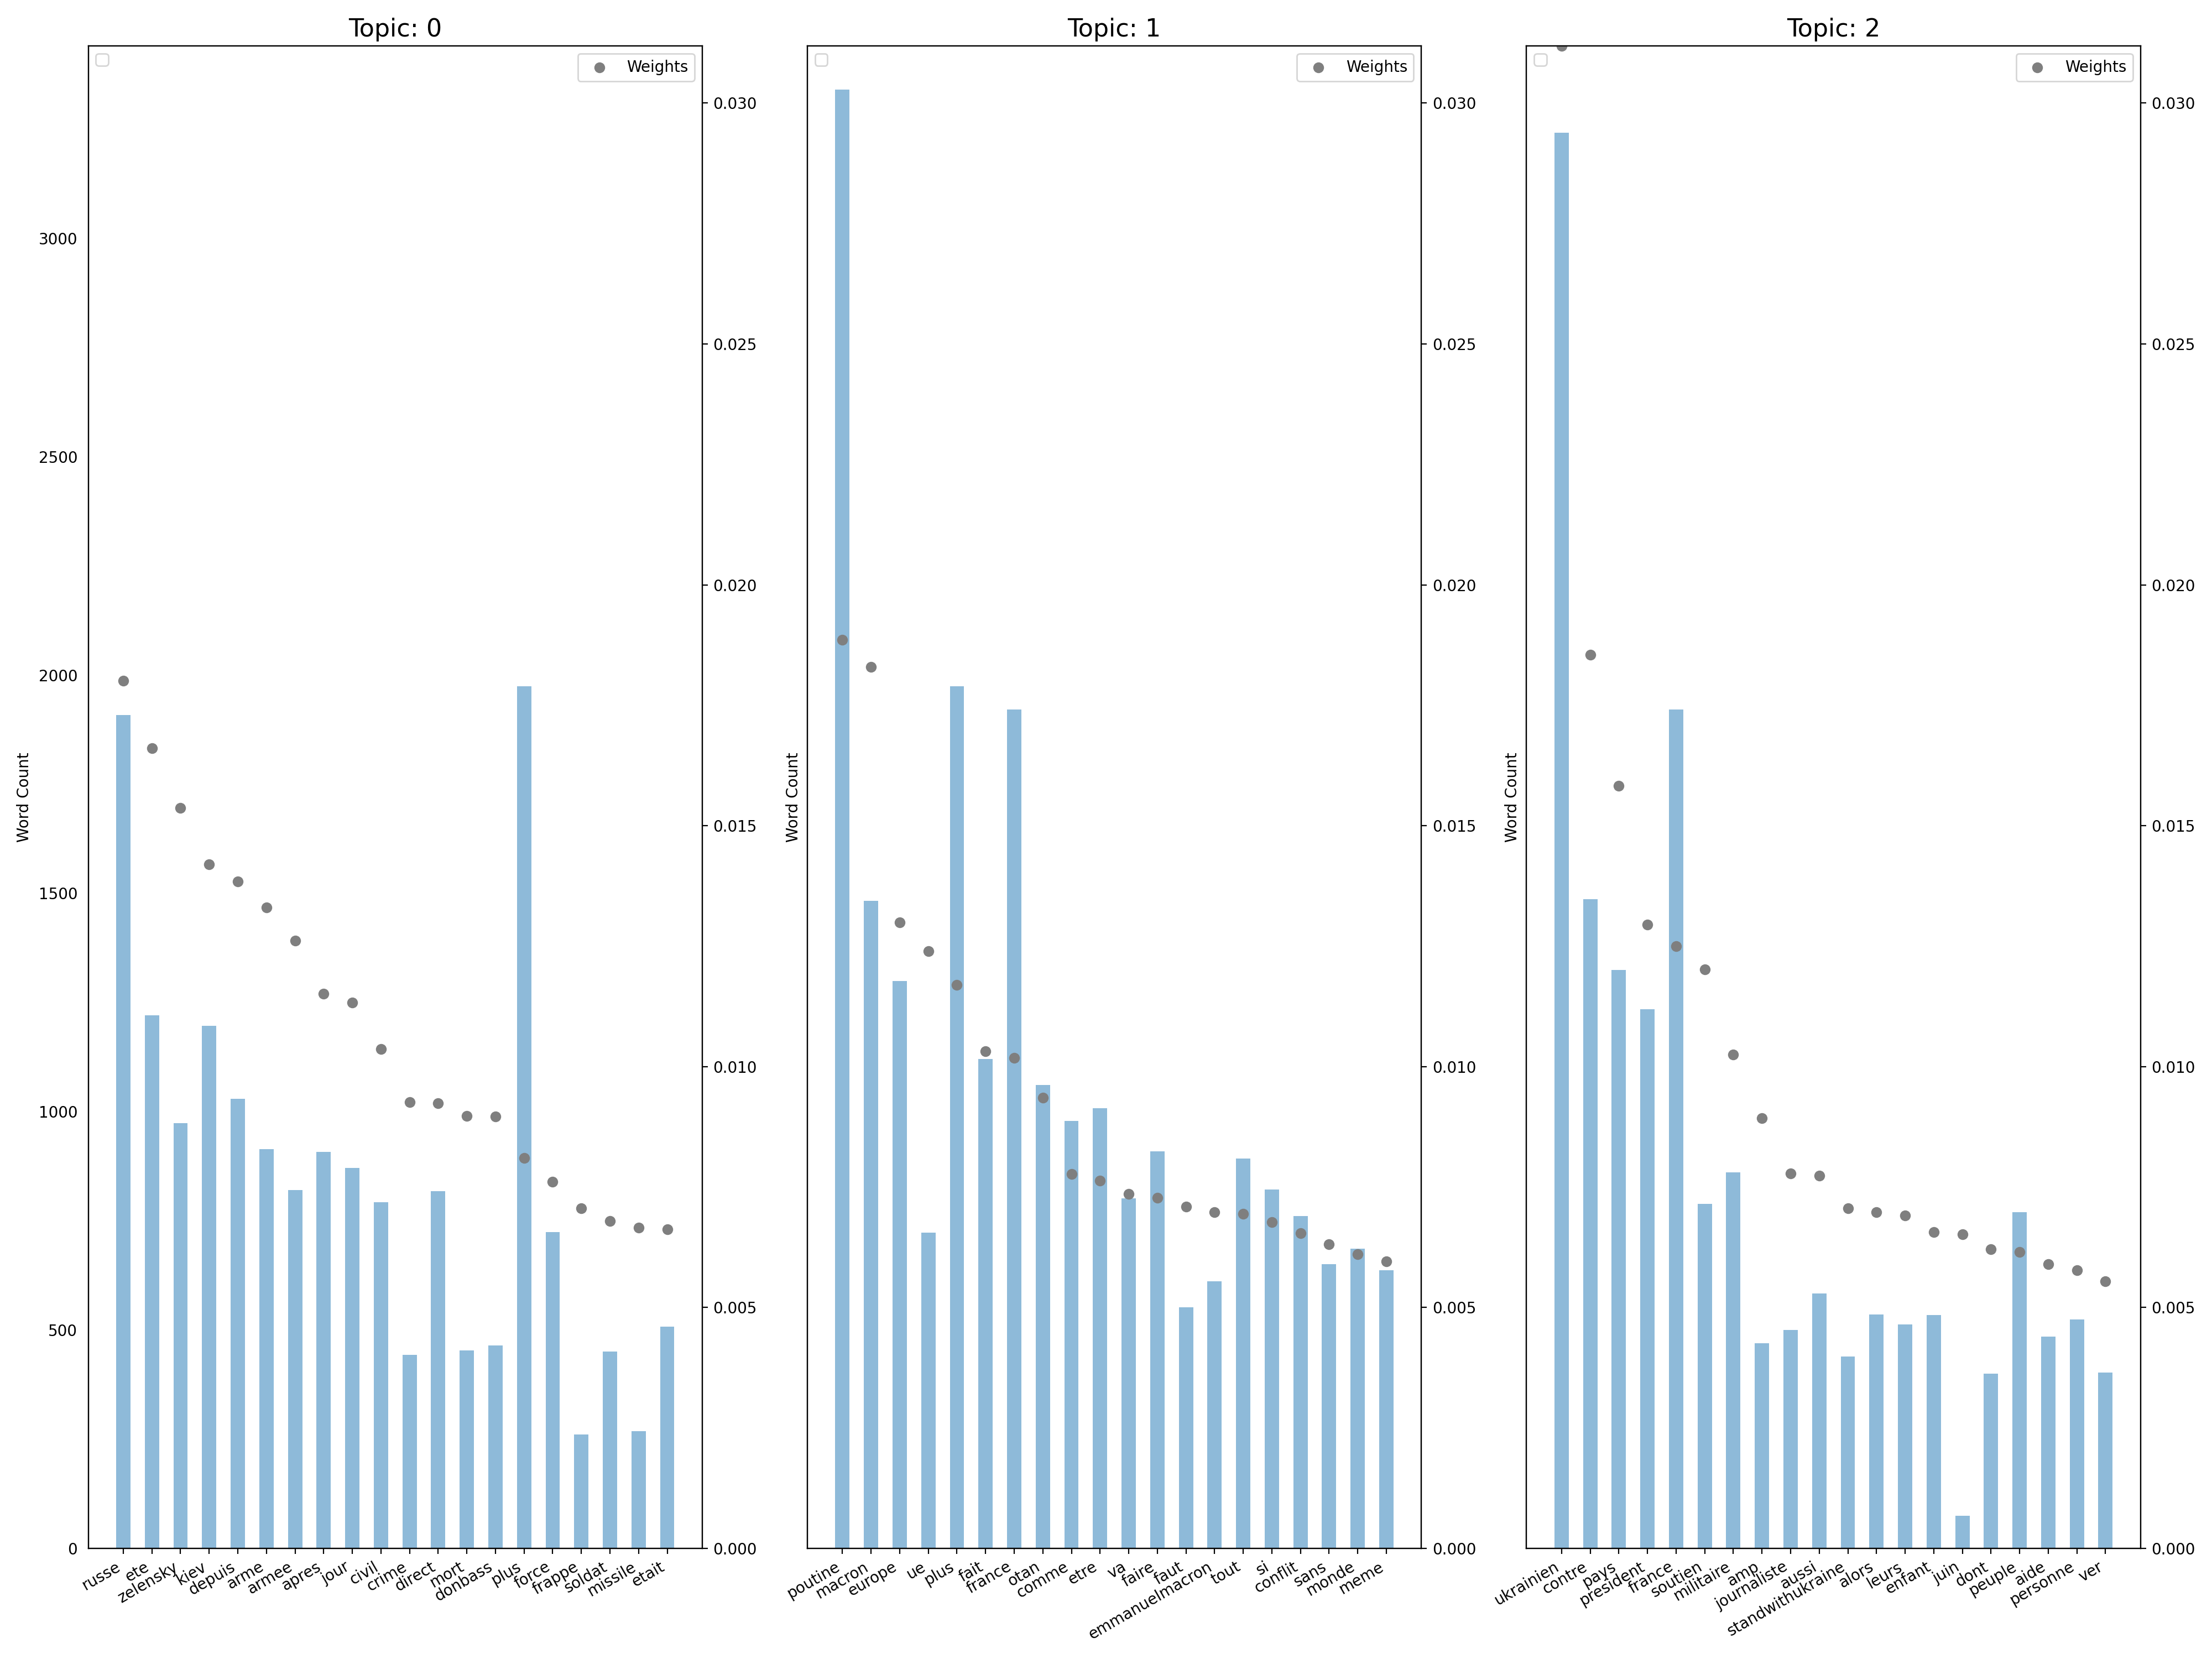 Topic: 0
Weights
Word Count
3000
2500
2000
1500
1000
500
0
0.030
0.025
0.020
0.015
0.010
0.005
0.000
russe
ete
zelensky
kiev
depuis
arme
armee
apres
jour
civil
crime
direct
mort
donbass
plus
force
frappe
soldat
missile
etait
Topic: 1
Weights
Word Count
0.030
0.025
0.020
0.015
0.010
0.005
0.000
poutine
macron
europe
ue
plus
fait
france
otan
comme
etre
va
faire
faut
emmanuelmacron
tout
si
conflit
sans
monde
meme
Topic: 2
Weights
Word Count
0.030
0.025
0.020
0.015
0.010
0.005
0.000
ukrainien
contre
pays
president
france
soutien
militaire
amp
journaliste
aussi
standwithukraine
alors
leurs
enfant
juin
dont
peuple
aide
personne
ver